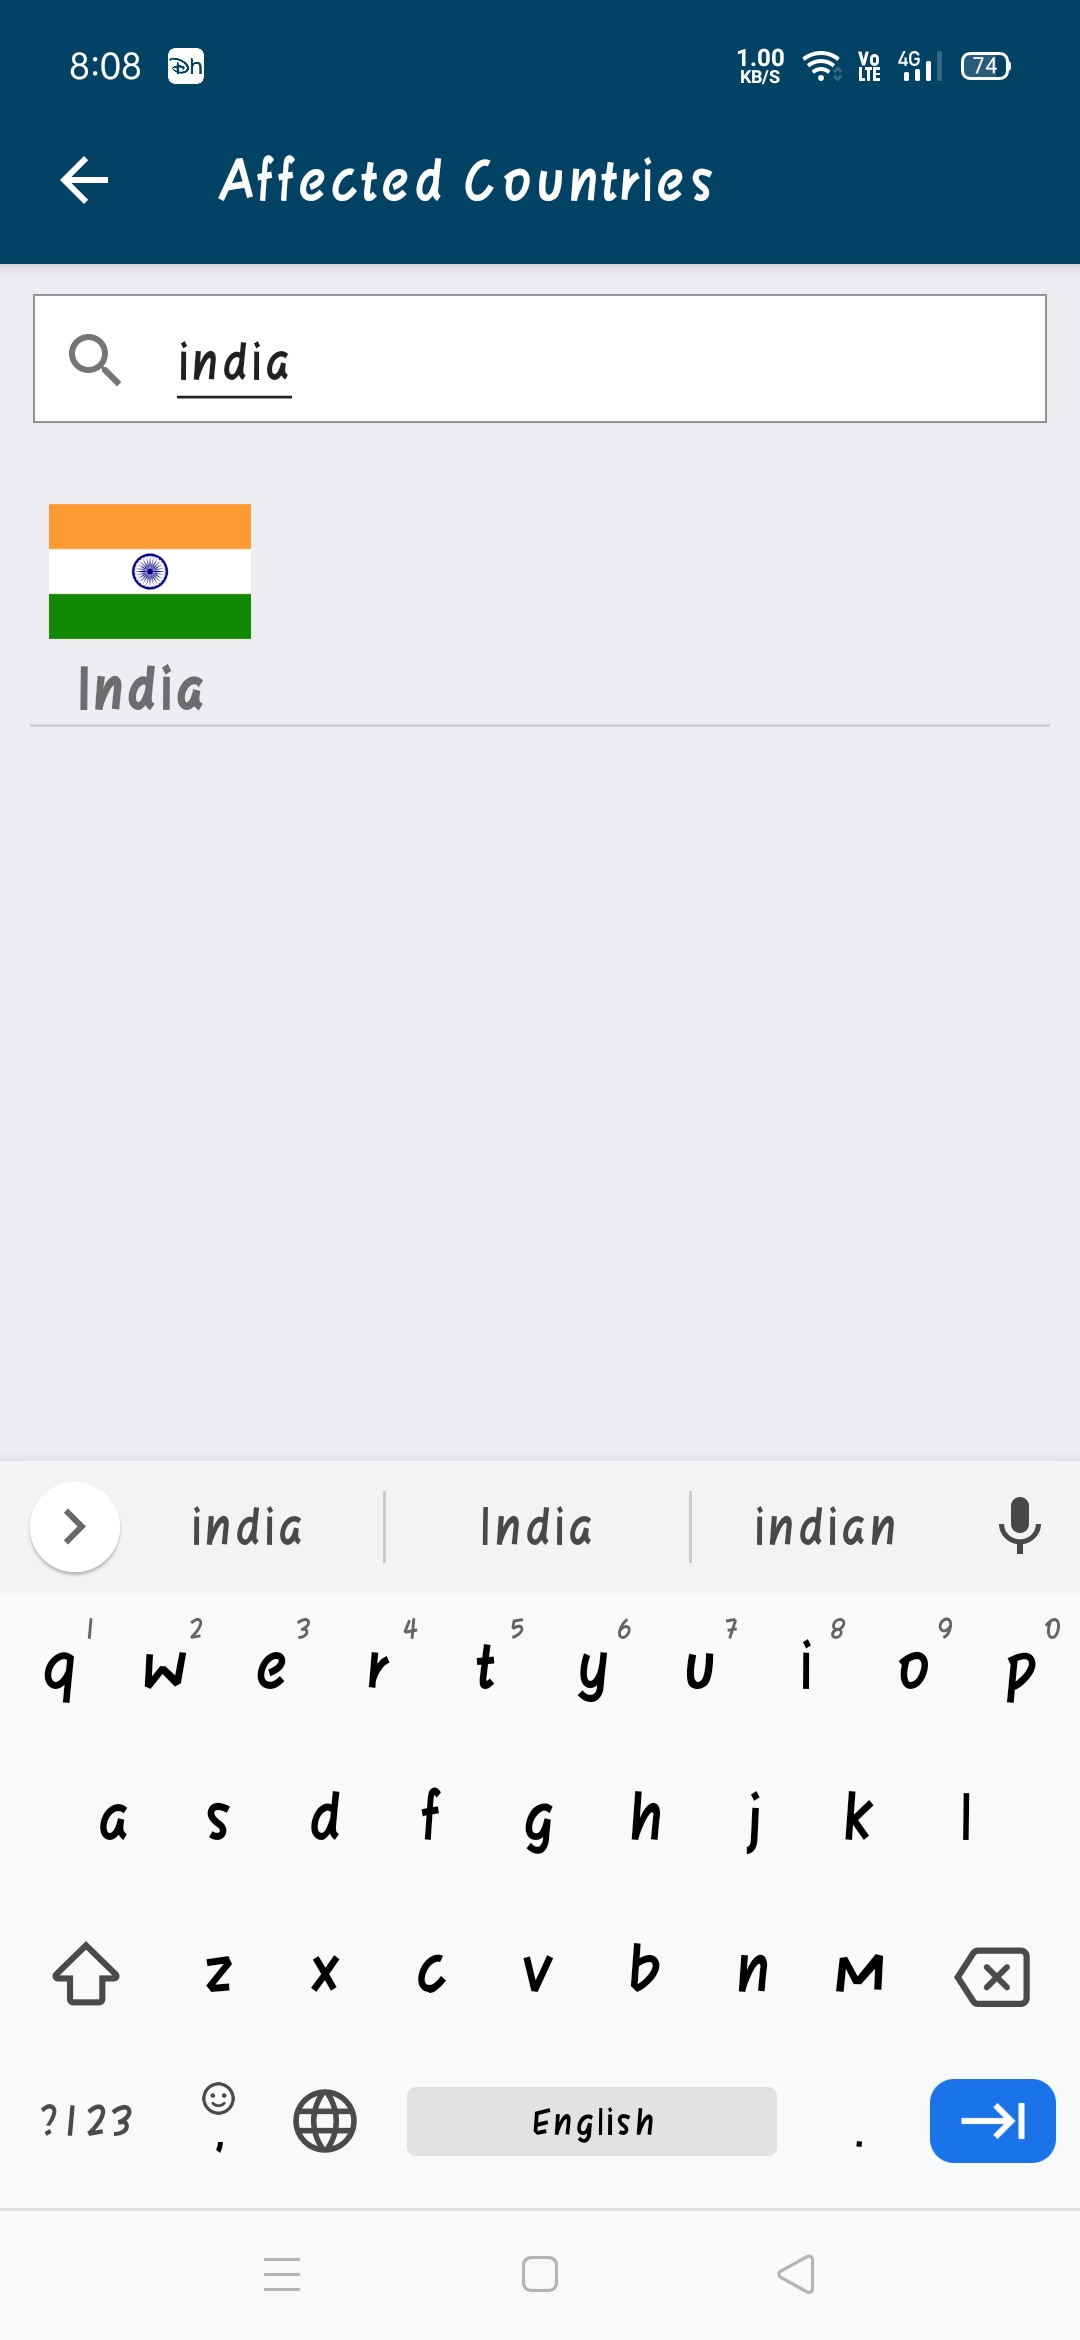 8:08 Dh 1.00 KB/S Vo LTE 4G 74
Affected Countries
india
India
india India indian
1 2 3 4 5 6 7 8 9 0
q w e r t y u i o p
a s d f g h j k l
z x c v b n m
?123 , English .